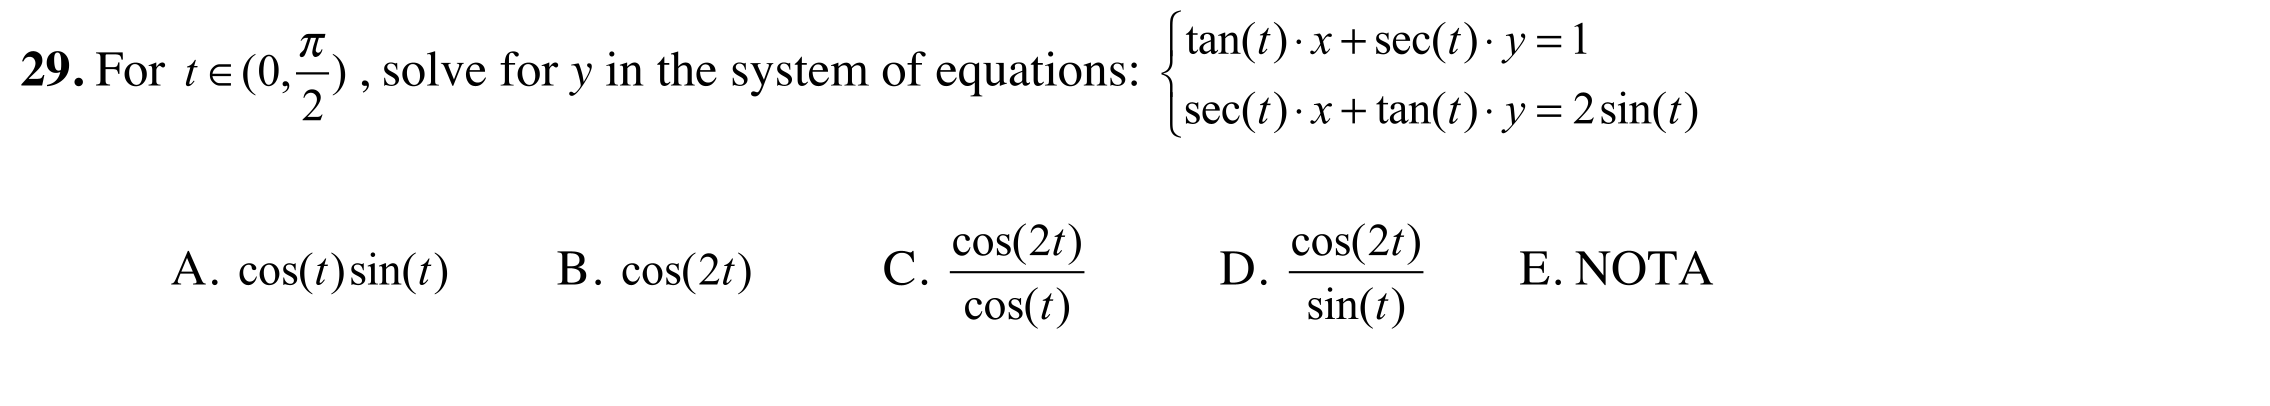 29. For t ∈ (0, π/2), solve for y in the system of equations: { tan(t) · x + sec(t) · y = 1
sec(t) · x + tan(t) · y = 2 sin(t)
A. cos(t) sin(t) B. cos(2t) C. cos(2t)/cos(t) D. cos(2t)/sin(t) E. NOTA